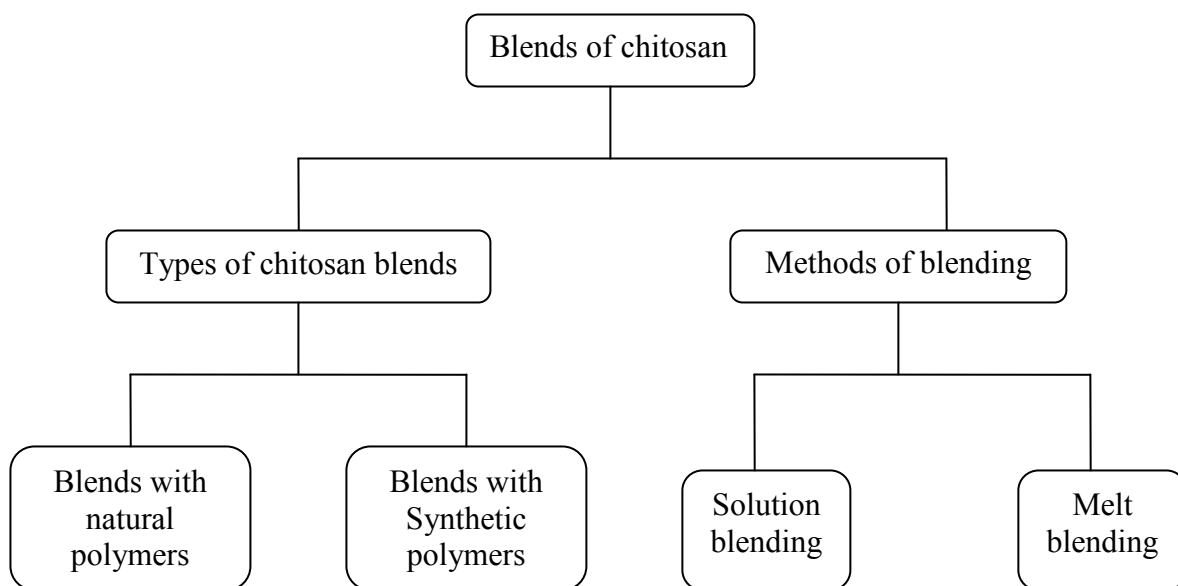 Blends of chitosan
Types of chitosan blends
Methods of blending
Blends with
natural
polymers
Blends with
Synthetic
polymers
Solution
blending
Melt
blending